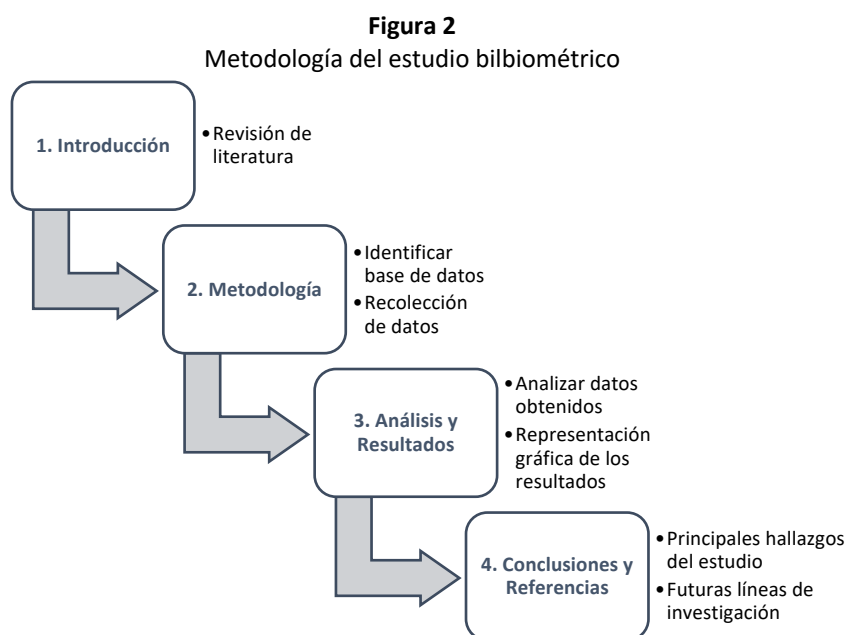 Figura 2
Metodología del estudio bilbiométrico
1. Introducción
•Revisión de
literatura
2. Metodología
•Identificar
base de datos
•Recolección
de datos
3. Análisis y
Resultados
•Analizar datos
obtenidos
•Representación
gráfica de los
resultados
4. Conclusiones y
Referencias
•Principales hallazgos
del estudio
•Futuras líneas de
investigación